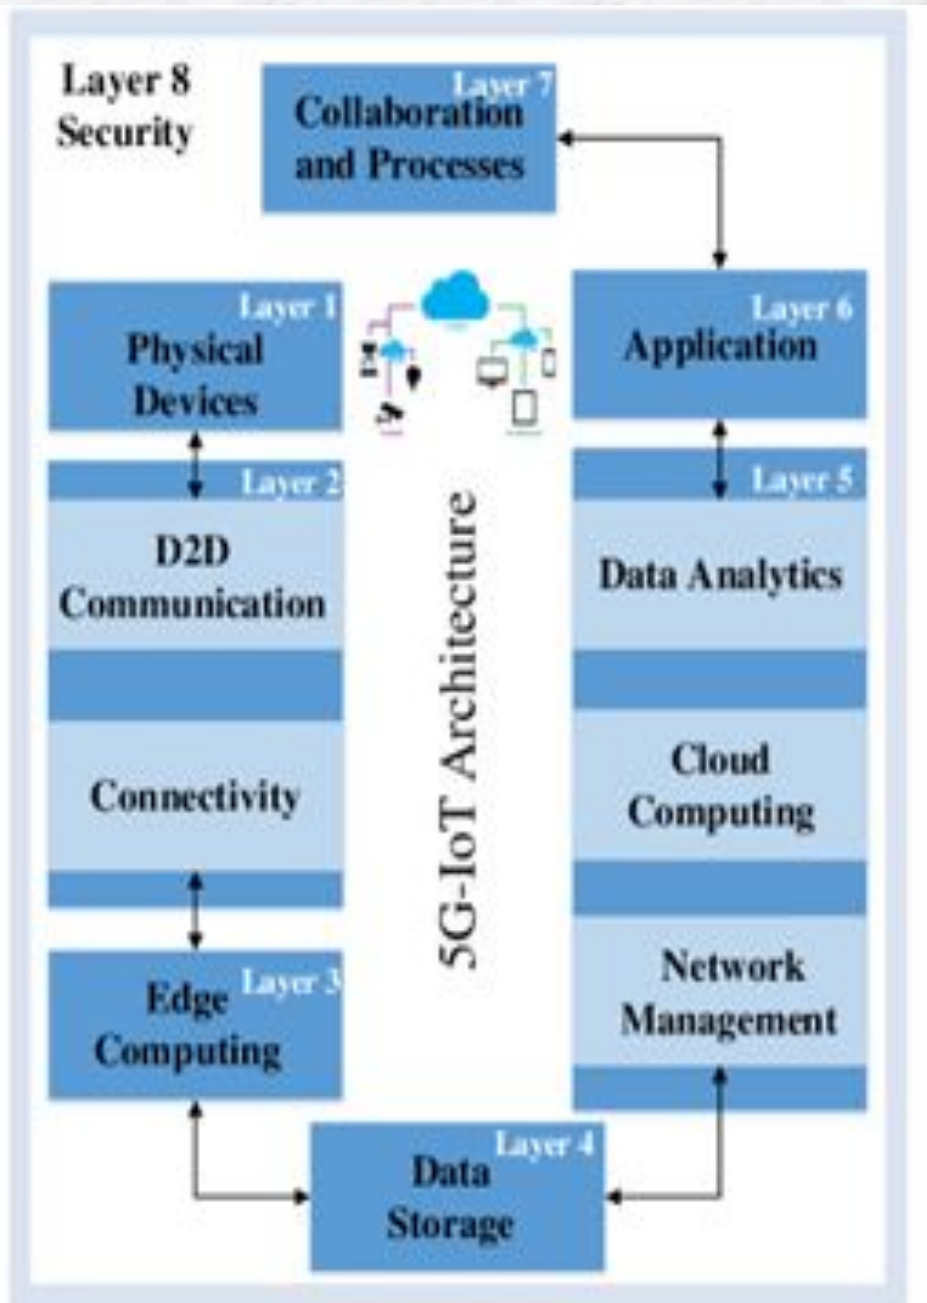 Layer 8
Security
Layer 7
Collaboration
and Processes
Layer 1
Physical
Devices
Layer 2
D2D
Communication
Connectivity
Layer 3
Edge
Computing
Layer 4
Data
Storage
5G-IoT Architecture
Layer 6
Application
Layer 5
Data Analytics
Cloud
Computing
Network
Management